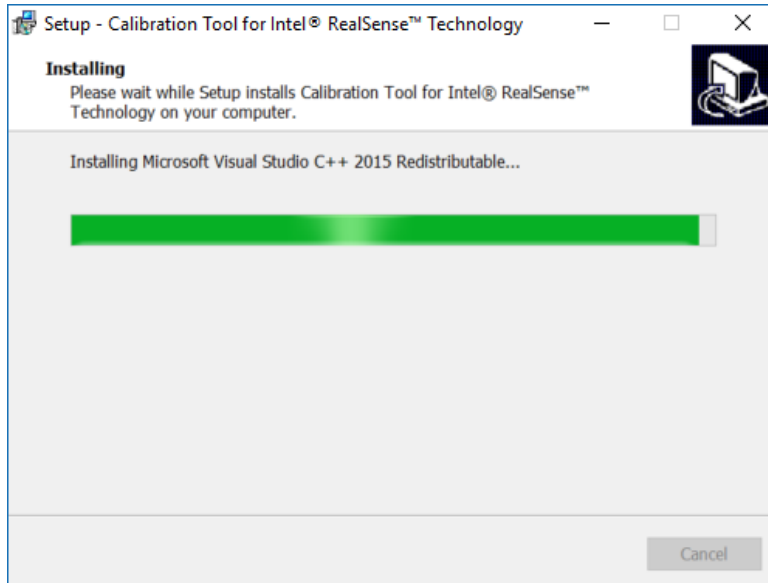 Setup - Calibration Tool for Intel® RealSense™ Technology
Installing
Please wait while Setup installs Calibration Tool for Intel® RealSense™
Technology on your computer.
Installing Microsoft Visual Studio C++ 2015 Redistributable...
Cancel